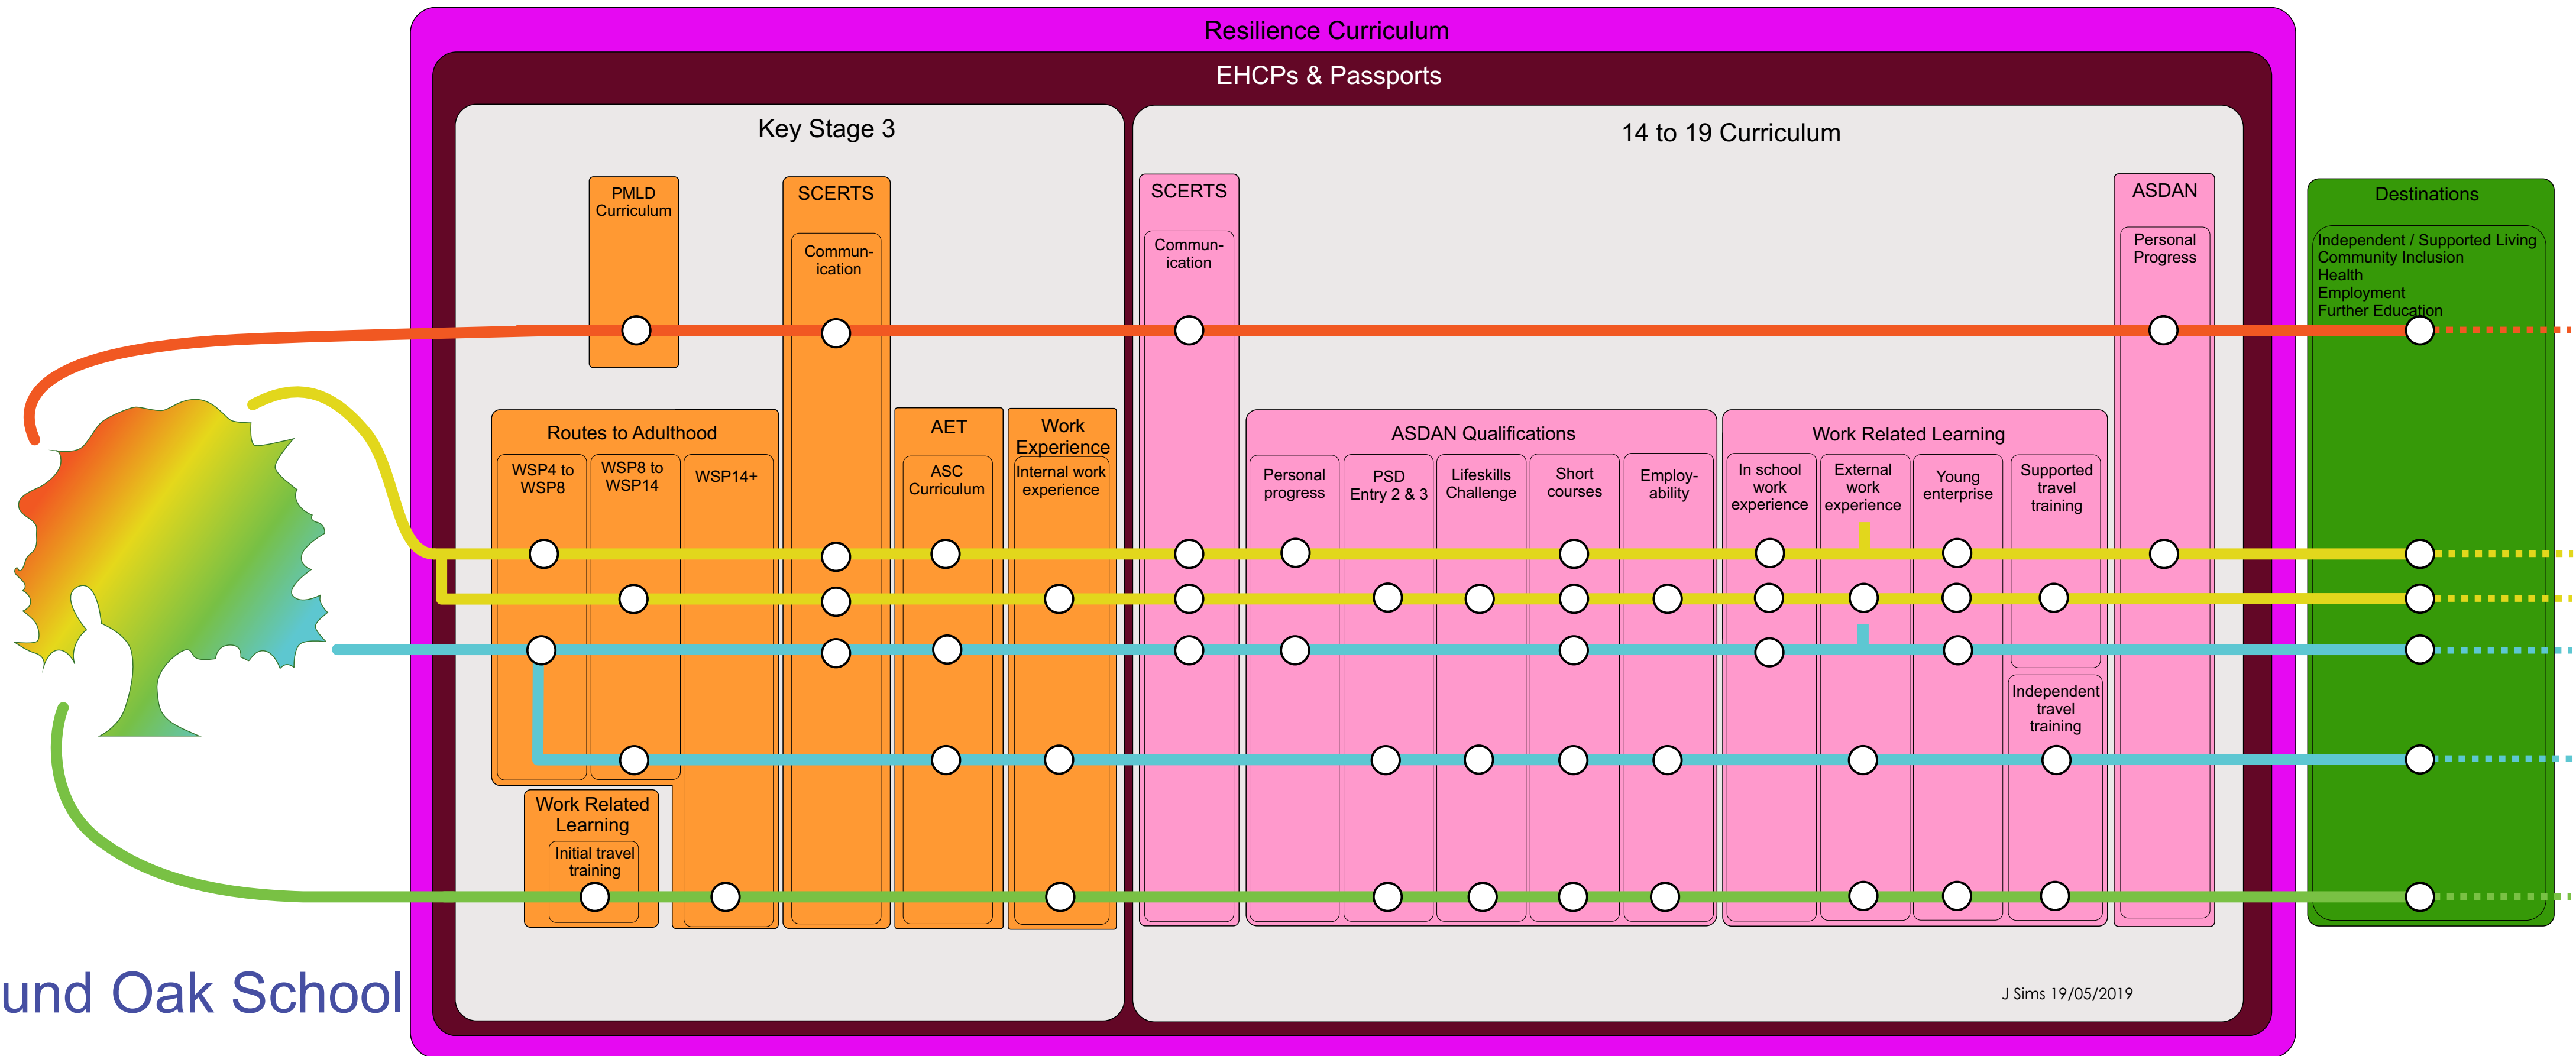 Resilience Curriculum
EHCPs & Passports
Key Stage 3
14 to 19 Curriculum
PMLD
Curriculum
SCERTS
Commun-
ication
SCERTS
Commun-
ication
ASDAN
Personal
Progress
Destinations
Independent / Supported Living
Community Inclusion
Health
Employment
Further Education
Routes to Adulthood
WSP4 to
WSP8
WSP8 to
WSP14
WSP14+
AET
ASC
Curriculum
Work
Experience
Internal work
experience
ASDAN Qualifications
Personal
progress
PSD
Entry 2 & 3
Lifeskills
Challenge
Short
courses
Employ-
ability
Work Related Learning
In school
work
experience
External
work
experience
Young
enterprise
Supported
travel
training
Independent
travel
training
Work Related
Learning
Initial travel
training
und Oak School
J Sims 19/05/2019